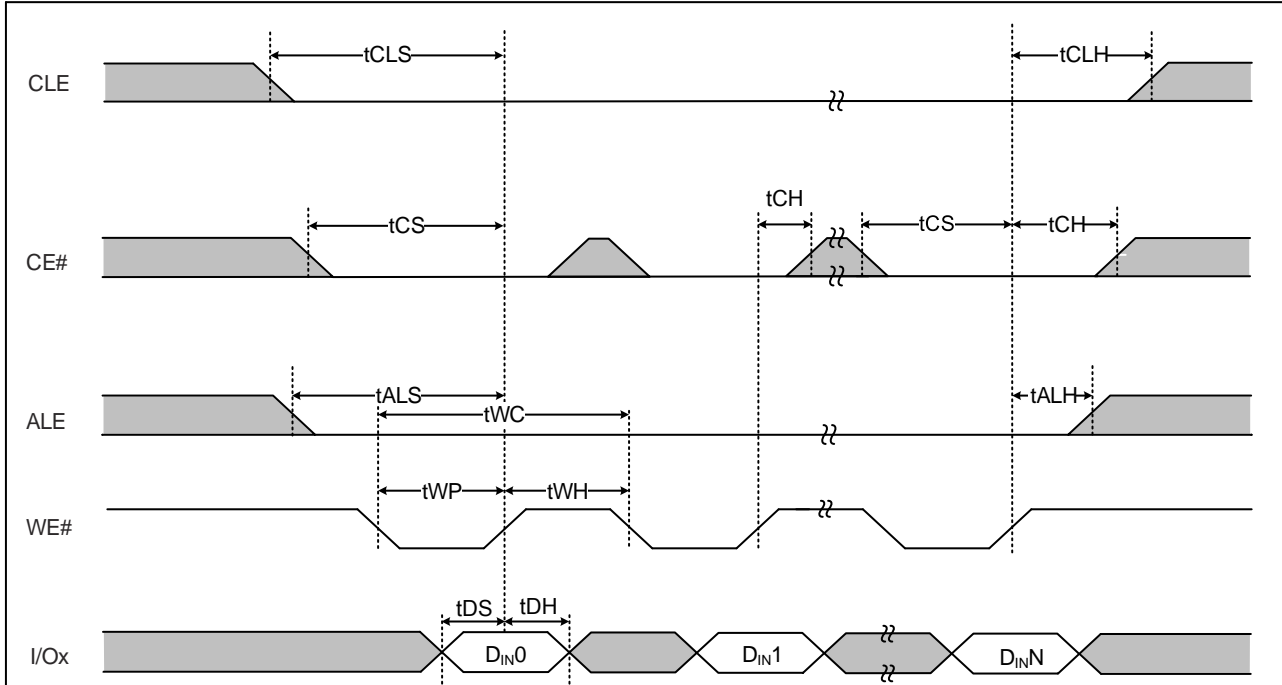 tCLS
tCLH
CLE
tCH
tCS
tCS
tCH
CE#
tALS
tALH
tWC
ALE
tWP
tWH
WE#
tDS
tDH
I/Ox
DIN0
DIN1
DINN